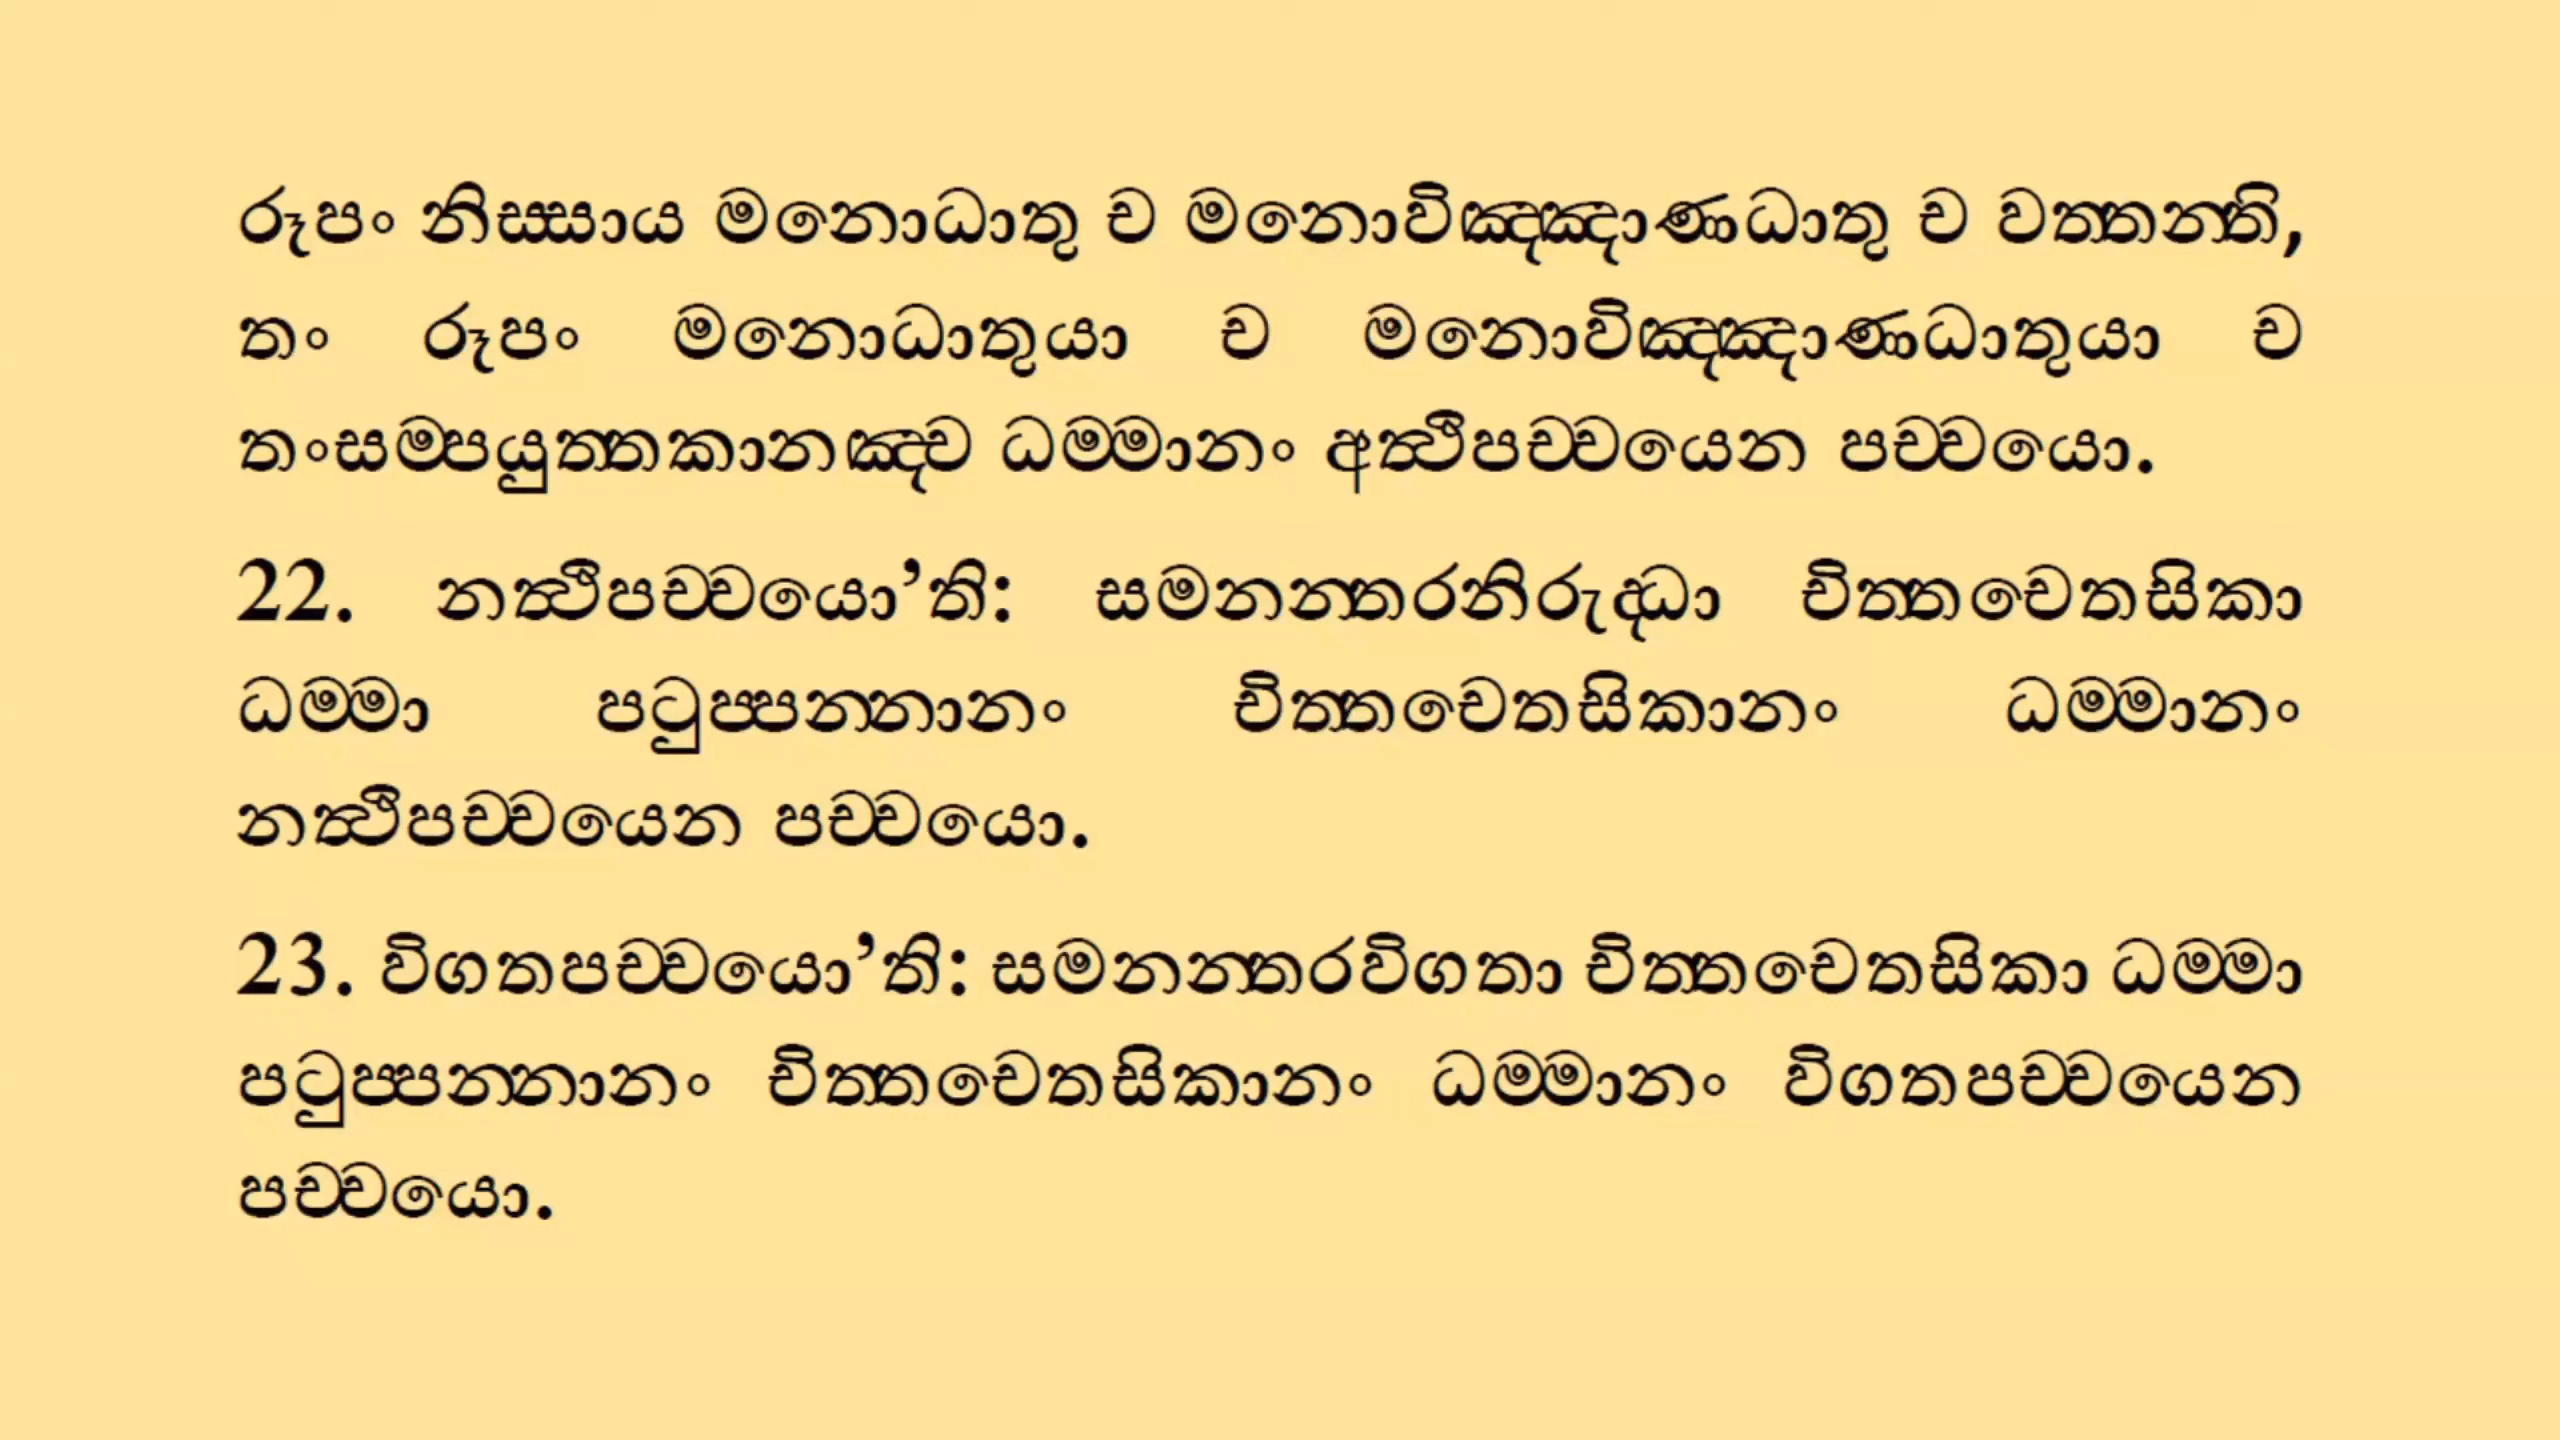 රූපං නිස‍්සාය මනොධාතු ච මනොවිඤ‍්ඤාණධාතු ච වත‍්තන‍්ති,
තං රූපං මනොධාතුයා ච මනොවිඤ‍්ඤාණධාතුයා ච
තංසම‍්පයුත‍්තකානඤ‍්ච ධම‍්මානං අත්‍ථිපච‍්චයෙන පච‍්චයො.
22. නත්‍ථිපච‍්චයො’ති: සමනන‍්තරනිරුද‍්ධා චිත‍්තචෙතසිකා
ධම‍්මා පටුප‍්පන‍්නානං චිත‍්තචෙතසිකානං ධම‍්මානං
නත්‍ථිපච‍්චයෙන පච‍්චයො.
23. විගතපච‍්චයො’ති: සමනන‍්තරවිගතා චිත‍්තචෙතසිකා ධම‍්මා
පටුප‍්පන‍්නානං චිත‍්තචෙතසිකානං ධම‍්මානං විගතපච‍්චයෙන
පච‍්චයො.